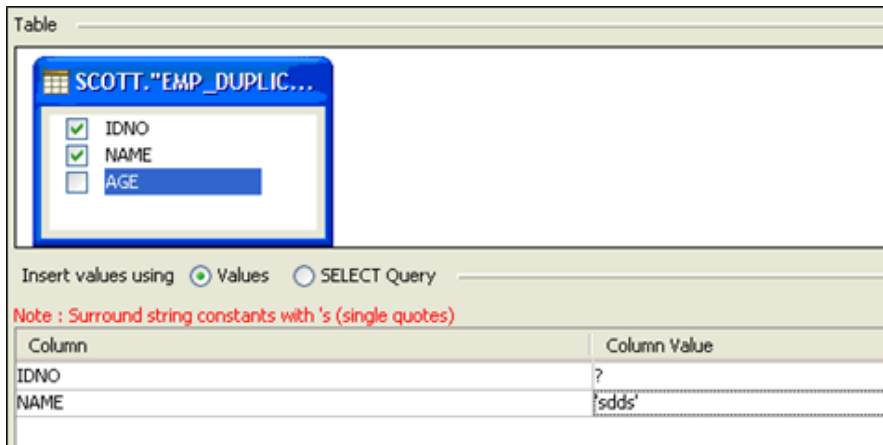 Table
SCOTT."EMP_DUPLIC...
IDNO
NAME
AGE
Insert values using Values SELECT Query
Note : Surround string constants with 's (single quotes)
Column Column Value
IDNO ?
NAME 'sdds'